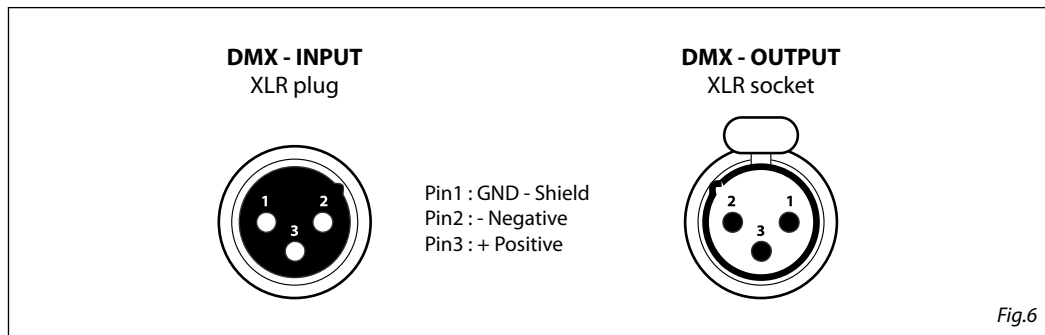 DMX - INPUT
XLR plug
1
2
3
Pin1 : GND - Shield
Pin2 : - Negative
Pin3 : + Positive
DMX - OUTPUT
XLR socket
2
1
3
Fig.6